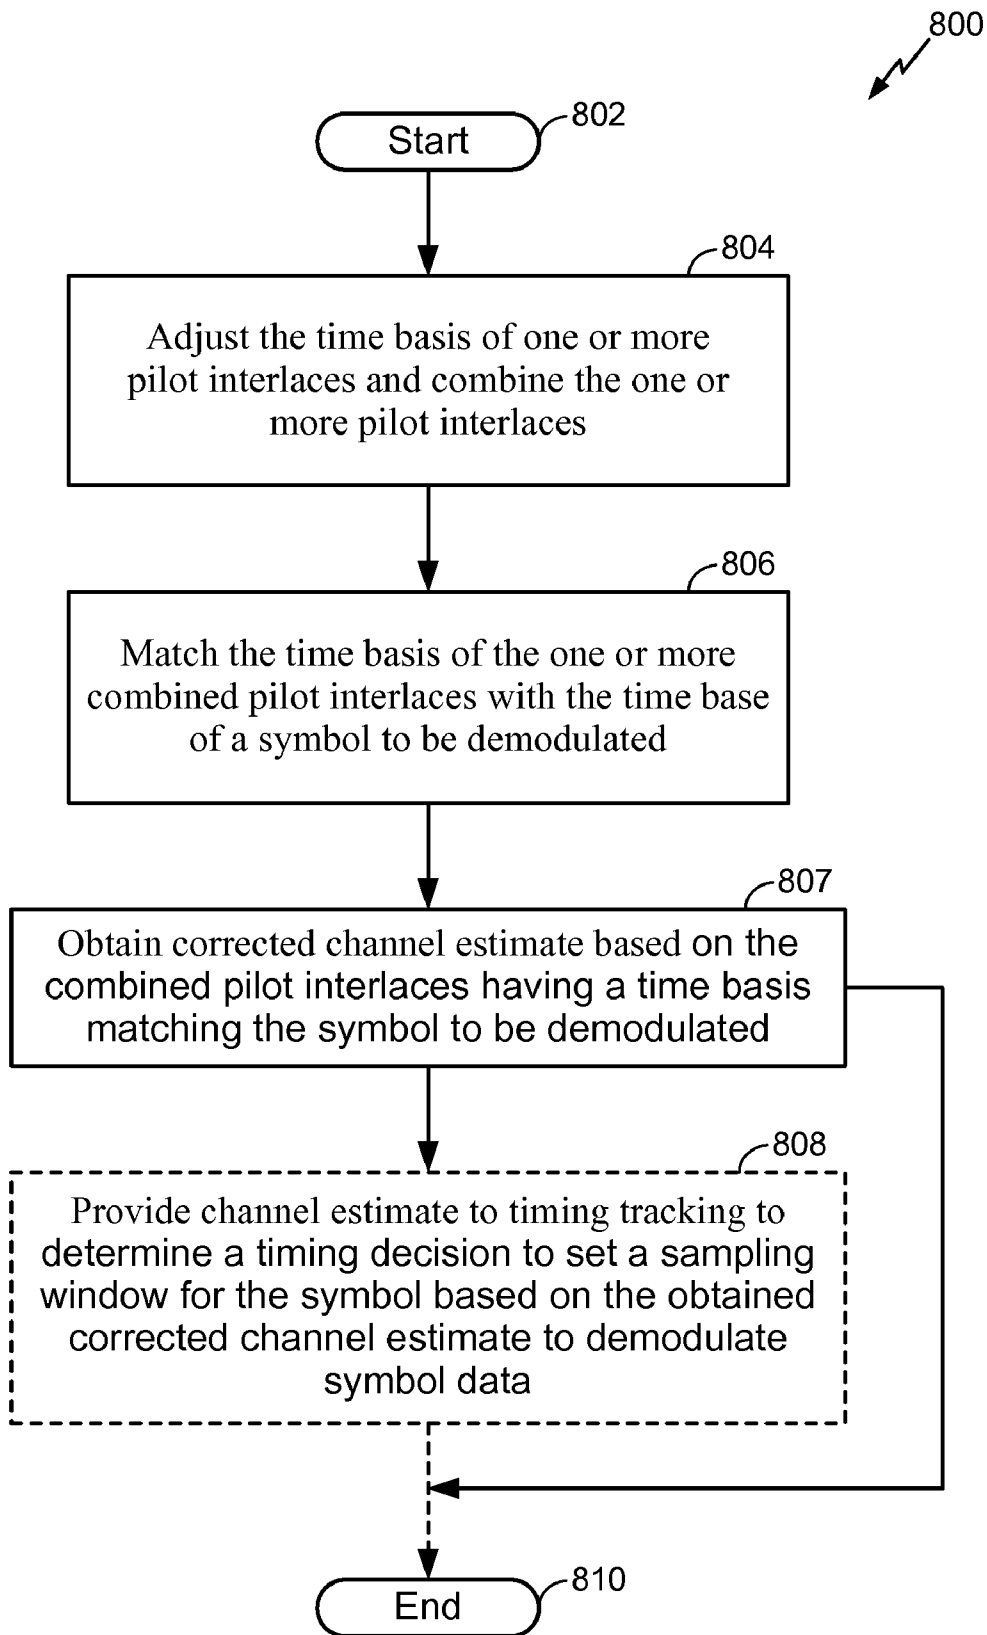 800
Start
802
804
Adjust the time basis of one or more
pilot interlaces and combine the one or
more pilot interlaces
806
Match the time basis of the one or more
combined pilot interlaces with the time base
of a symbol to be demodulated
807
Obtain corrected channel estimate based on the
combined pilot interlaces having a time basis
matching the symbol to be demodulated
808
Provide channel estimate to timing tracking to
determine a timing decision to set a sampling
window for the symbol based on the obtained
corrected channel estimate to demodulate
symbol data
End
810